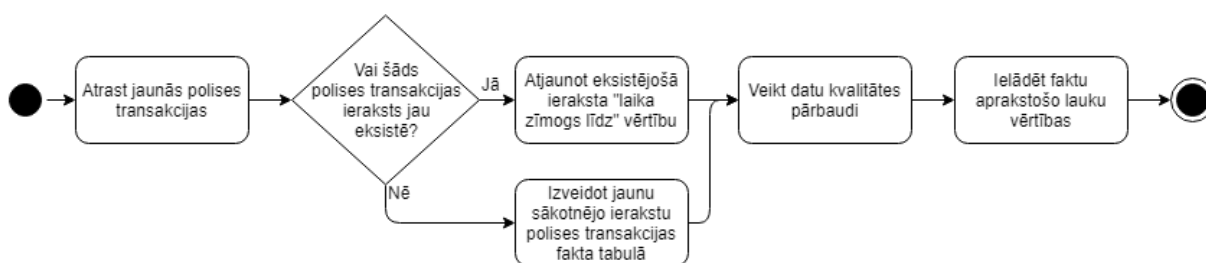 Atrast jaunās polises
transakcijas
Vai šāds
polises transakcijas
ieraksts jau
eksistē?
Jā
Nē
Atjaunot eksistējošā
ieraksta "laika
zīmogs līdz" vērtību
Izveidot jaunu
sākotnējo ierakstu
polises transakcijas
fakta tabulā
Veikt datu kvalitātes
pārbaudi
Ielādēt faktu
aprakstošo lauku
vērtības